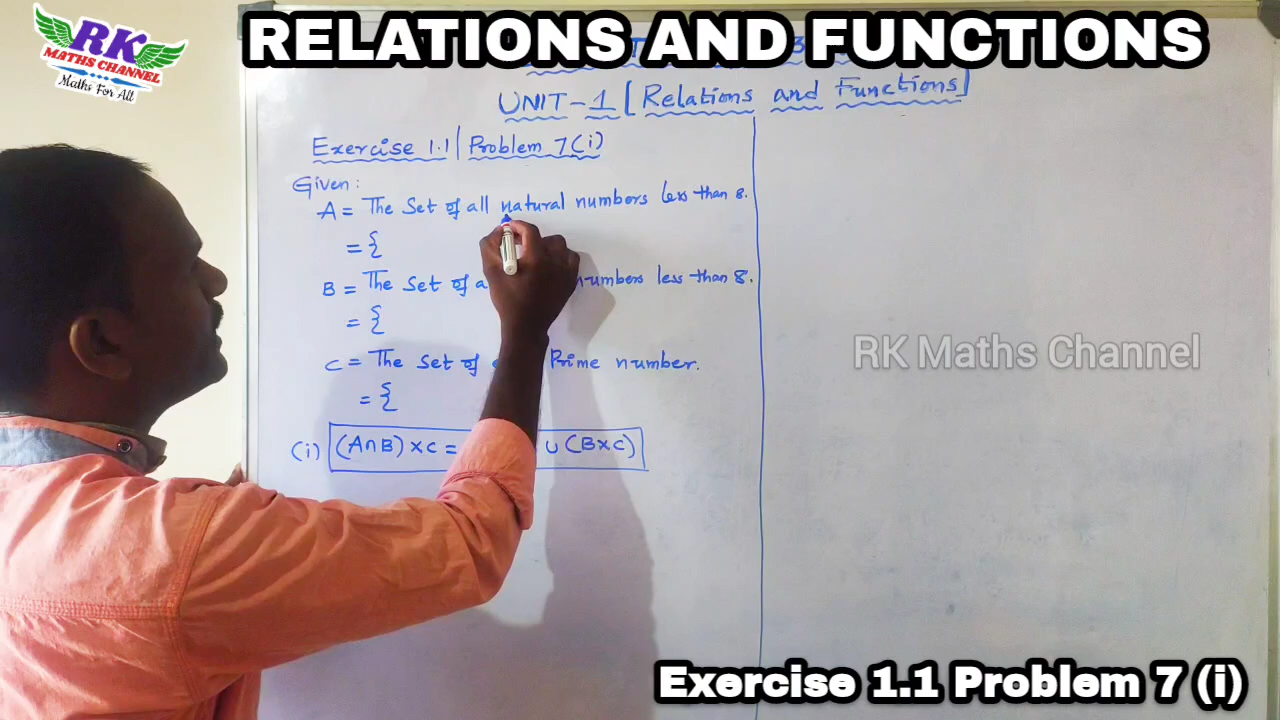 RK
MATHS CHANNEL
Maths For All
RELATIONS AND FUNCTIONS
UNIT-1 [Relations and Functions]
Exercise 1.1 | Problem 7(i)
Given:
A = The Set of all natural numbers less than 8.
= {
B = The Set of numbers less than 8.
= {
C = The Set of Prime number.
= {
(i) (A∩B) × C = ∪ (B×C)
RK Maths Channel
Exercise 1.1 Problem 7 (i)